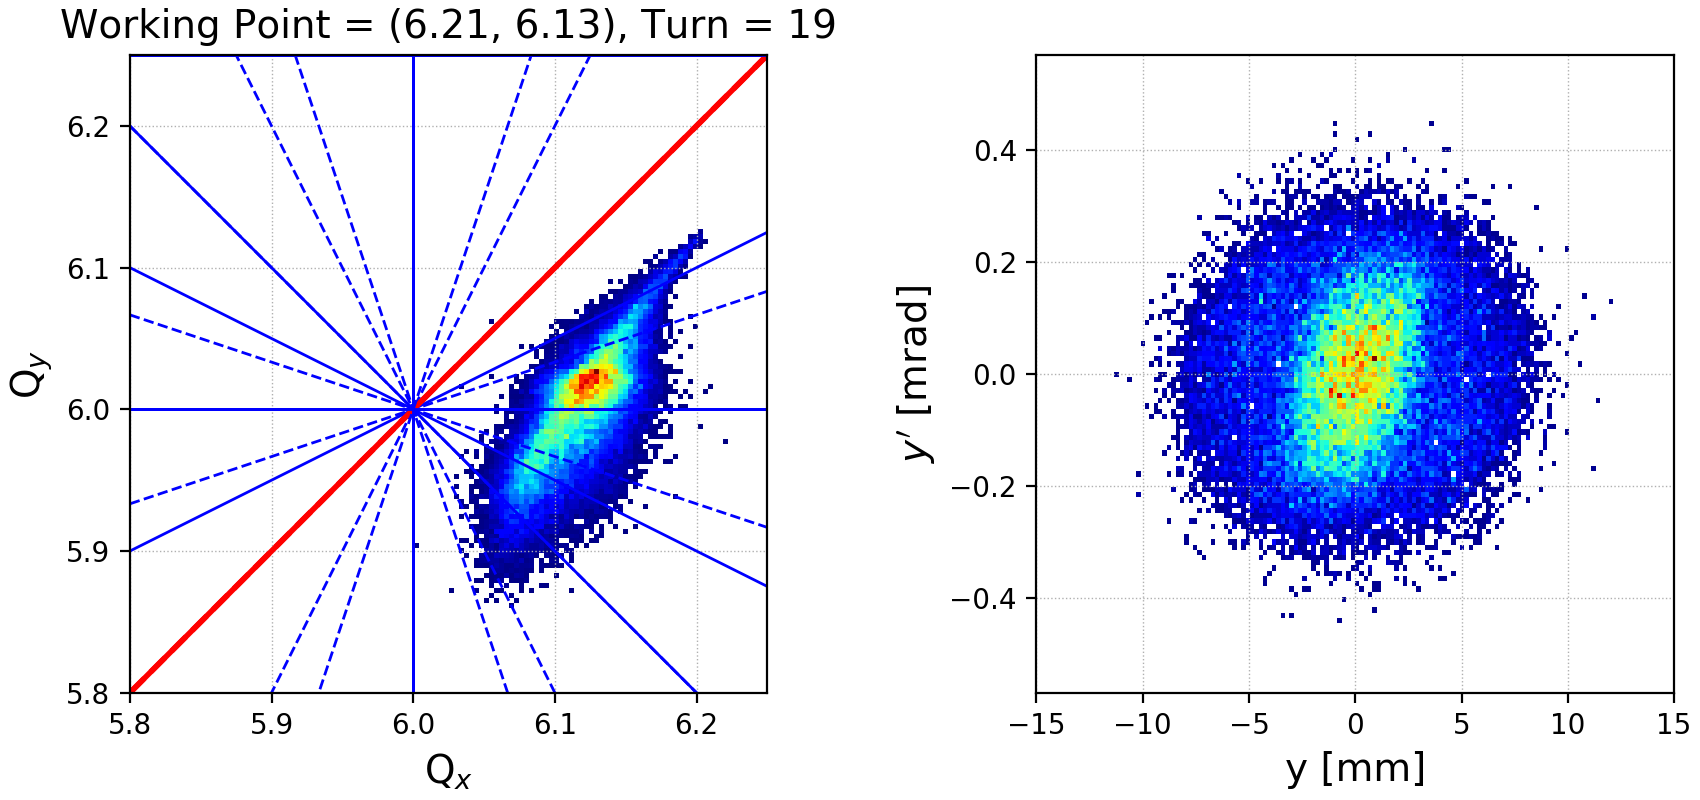 Working Point = (6.21, 6.13), Turn = 19
Q_y
6.2
6.1
6.0
5.9
5.8
5.8 5.9 6.0 6.1 6.2
Q_x
y′ [mrad]
0.4
0.2
0.0
−0.2
−0.4
−15 −10 −5 0 5 10 15
y [mm]